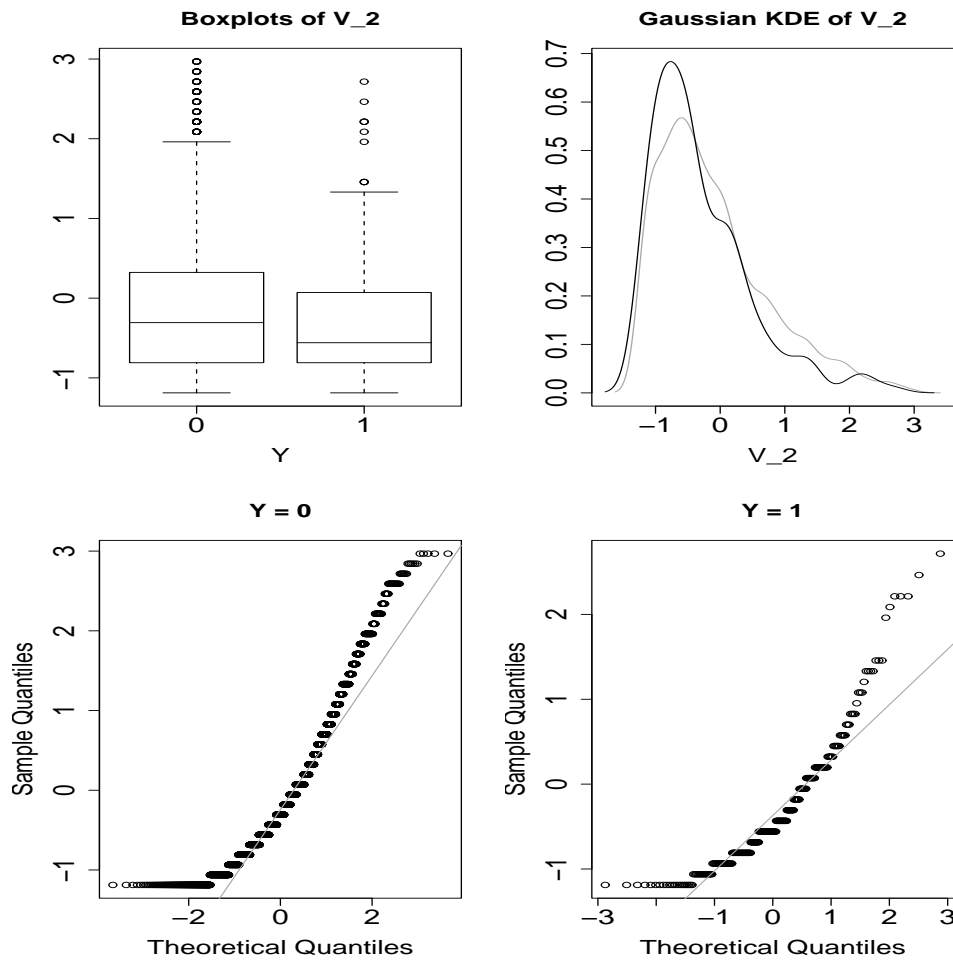 Boxplots of V_2
3
2
1
0
−1
0 1
Y
Gaussian KDE of V_2
0.7
0.6
0.5
0.4
0.3
0.2
0.1
0.0
−1 0 1 2 3
V_2
Y = 0
Sample Quantiles
3
2
1
0
−1
−2 0 2
Theoretical Quantiles
Y = 1
Sample Quantiles
2
1
0
−1
−3 −2 −1 0 1 2 3
Theoretical Quantiles